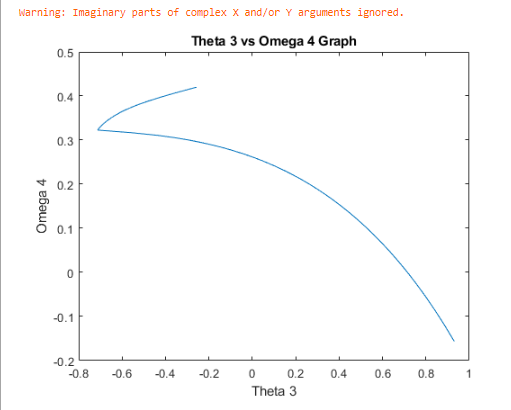 Warning: Imaginary parts of complex X and/or Y arguments ignored.
Theta 3 vs Omega 4 Graph
0.5
0.4
0.3
0.2
0.1
0
-0.1
-0.2
Omega 4
-0.8 -0.6 -0.4 -0.2 0 0.2 0.4 0.6 0.8 1
Theta 3